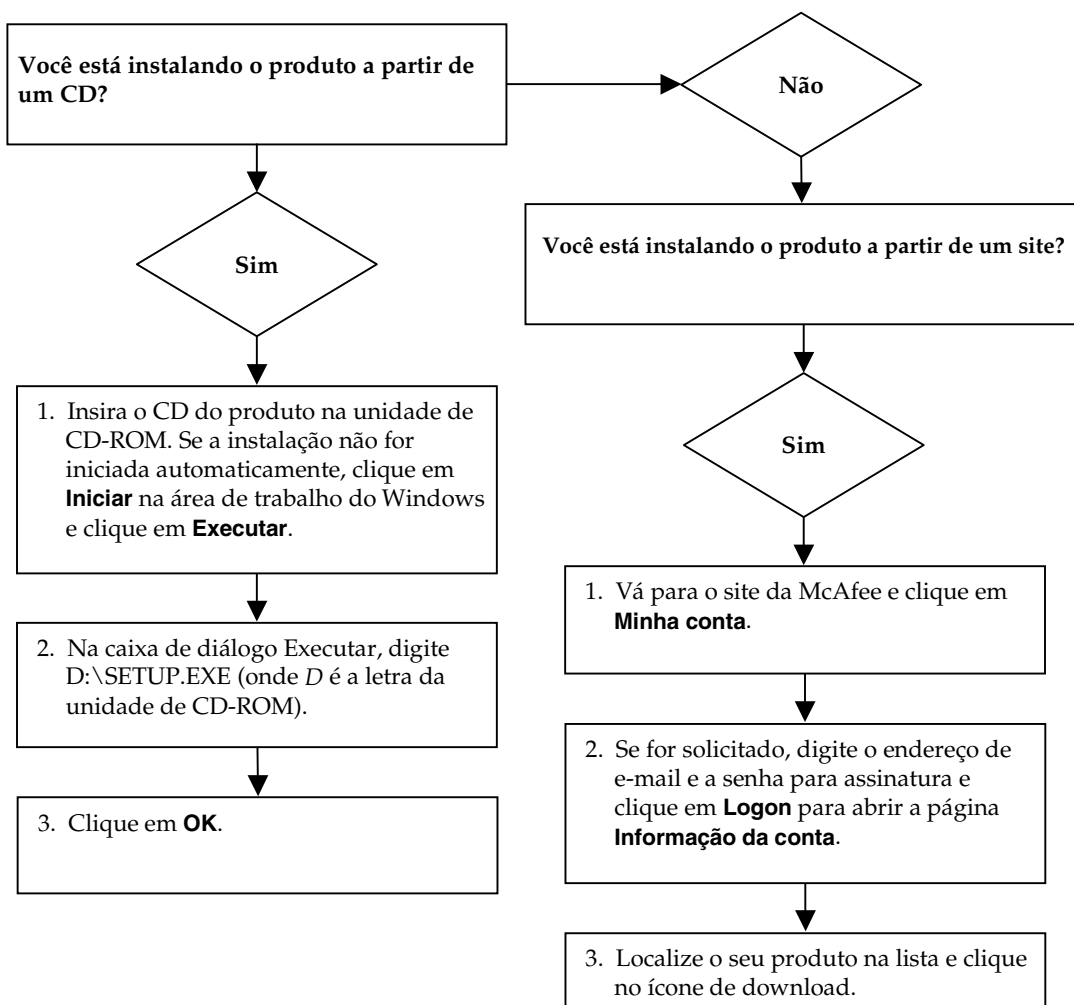 Você está instalando o produto a partir de
um CD?
Não
Sim
Você está instalando o produto a partir de um site?
Sim
1. Insira o CD do produto na unidade de
CD-ROM. Se a instalação não for
iniciada automaticamente, clique em
Iniciar na área de trabalho do Windows
e clique em Executar.
2. Na caixa de diálogo Executar, digite
D:\SETUP.EXE (onde D é a letra da
unidade de CD-ROM).
3. Clique em OK.
1. Vá para o site da McAfee e clique em
Minha conta.
2. Se for solicitado, digite o endereço de
e-mail e a senha para assinatura e
clique em Logon para abrir a página
Informação da conta.
3. Localize o seu produto na lista e clique
no ícone de download.